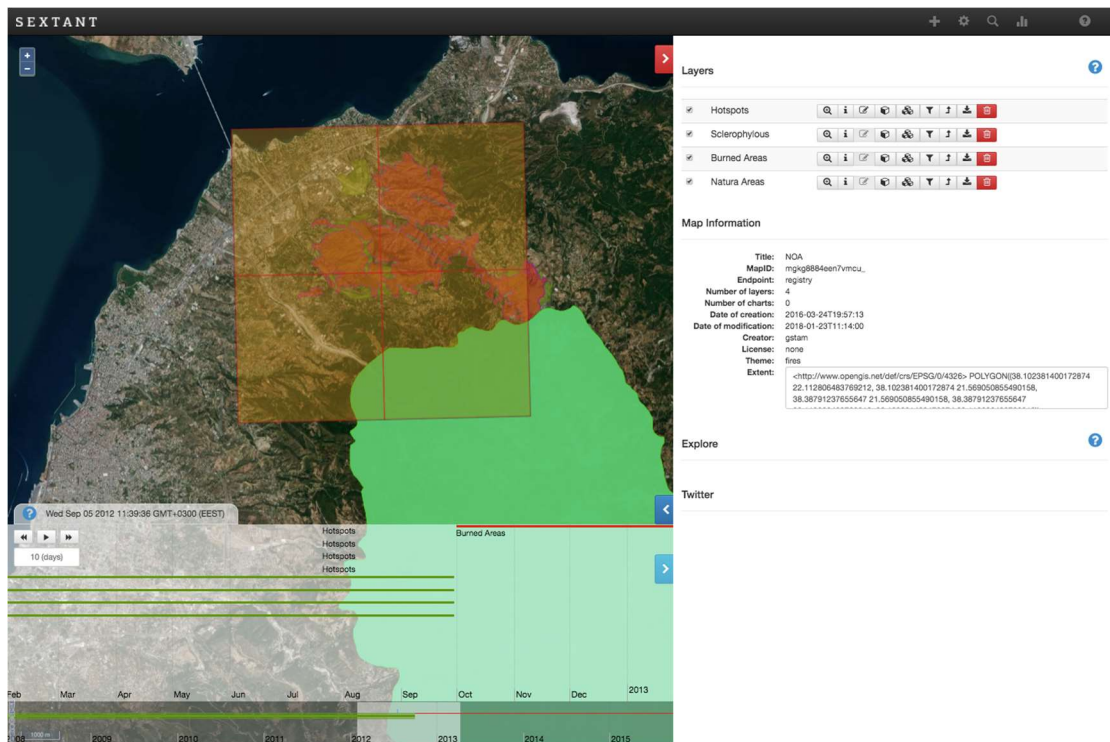 SEXTANT
+
−
Layers
Hotspots
Sclerophylous
Burned Areas
Natura Areas
Map Information
Title: NOA
MapID: mgkg8884een7vmcu_
Endpoint: registry
Number of layers: 4
Number of charts: 0
Date of creation: 2016-03-24T19:57:13
Date of modification: 2018-01-23T11:14:00
Creator: gstam
License: none
Theme: fires
Extent: <http://www.opengis.net/def/crs/EPSG/0/4326> POLYGON((38.102381400172874
22.112806483769212, 38.102381400172874 21.569050855490158,
38.38791237655647 21.569050855490158, 38.38791237655647
Explore
Twitter
Wed Sep 05 2012 11:39:36 GMT+0300 (EEST)
10 (days)
Hotspots
Hotspots
Hotspots
Hotspots
Burned Areas
Feb Mar Apr May Jun Jul Aug Sep Oct Nov Dec 2013
1000 m
2009 2010 2011 2012 2013 2014 2015